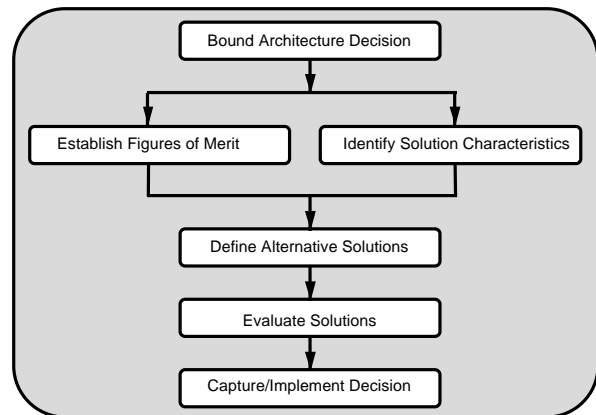 Bound Architecture Decision
Establish Figures of Merit
Identify Solution Characteristics
Define Alternative Solutions
Evaluate Solutions
Capture/Implement Decision